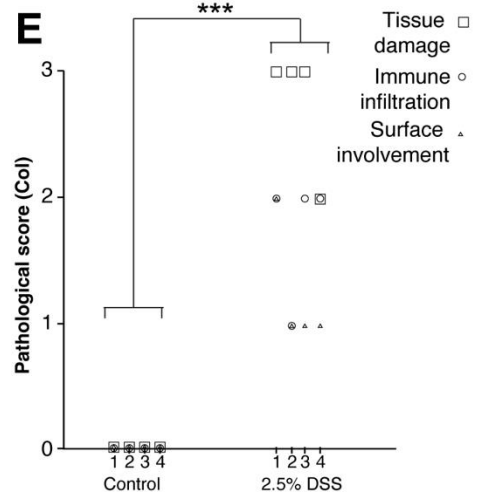 E
***
Tissue
damage
Immune
infiltration
Surface
involvement
Pathological score (Col)
3
2
1
0
1 2 3 4
1 2 3 4
Control
2.5% DSS